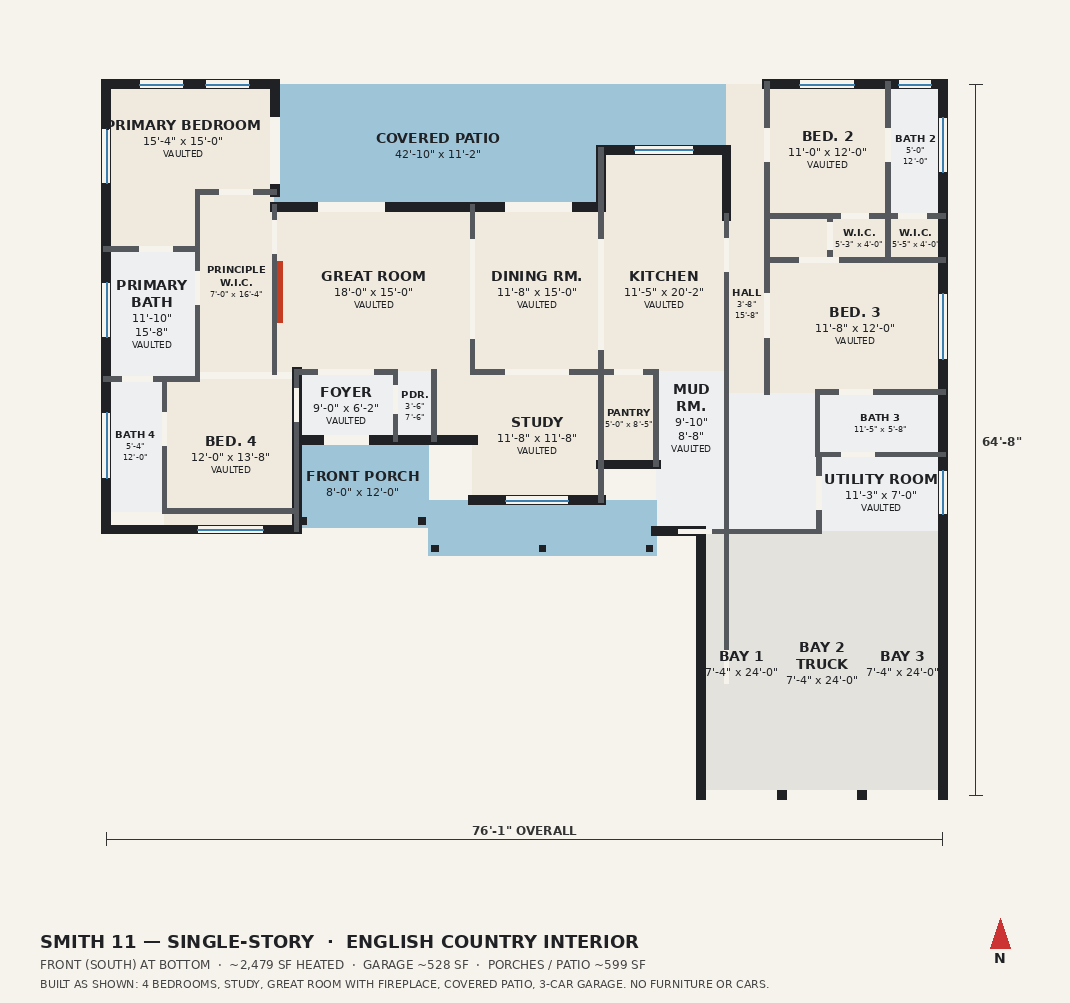 PRIMARY BEDROOM
15'-4" x 15'-0"
VAULTED
COVERED PATIO
42'-10" x 11'-2"
BED. 2
11'-0" x 12'-0"
VAULTED
BATH 2
5'-0"
12'-0"
W.I.C.
5'-3" x 4'-0"
W.I.C.
5'-5" x 4'-0"
PRIMARY
BATH
11'-10"
15'-8"
VAULTED
PRINCIPLE
W.I.C.
7'-0" x 16'-4"
GREAT ROOM
18'-0" x 15'-0"
VAULTED
DINING RM.
11'-8" x 15'-0"
VAULTED
KITCHEN
11'-5" x 20'-2"
VAULTED
HALL
3'-8"
15'-8"
BED. 3
11'-8" x 12'-0"
VAULTED
FOYER
9'-0" x 6'-2"
VAULTED
PDR.
3'-6"
7'-6"
STUDY
11'-8" x 11'-8"
VAULTED
PANTRY
5'-0" x 8'-5"
MUD
RM.
9'-10"
8'-8"
VAULTED
BATH 3
11'-5" x 5'-8"
BATH 4
5'-4"
12'-0"
BED. 4
12'-0" x 13'-8"
VAULTED
FRONT PORCH
8'-0" x 12'-0"
UTILITY ROOM
11'-3" x 7'-0"
VAULTED
64'-8"
BAY 1
7'-4" x 24'-0"
BAY 2
TRUCK
7'-4" x 24'-0"
BAY 3
7'-4" x 24'-0"
76'-1" OVERALL
SMITH 11 — SINGLE-STORY · ENGLISH COUNTRY INTERIOR
FRONT (SOUTH) AT BOTTOM · ~2,479 SF HEATED · GARAGE ~528 SF · PORCHES / PATIO ~599 SF
BUILT AS SHOWN: 4 BEDROOMS, STUDY, GREAT ROOM WITH FIREPLACE, COVERED PATIO, 3-CAR GARAGE. NO FURNITURE OR CARS.
N